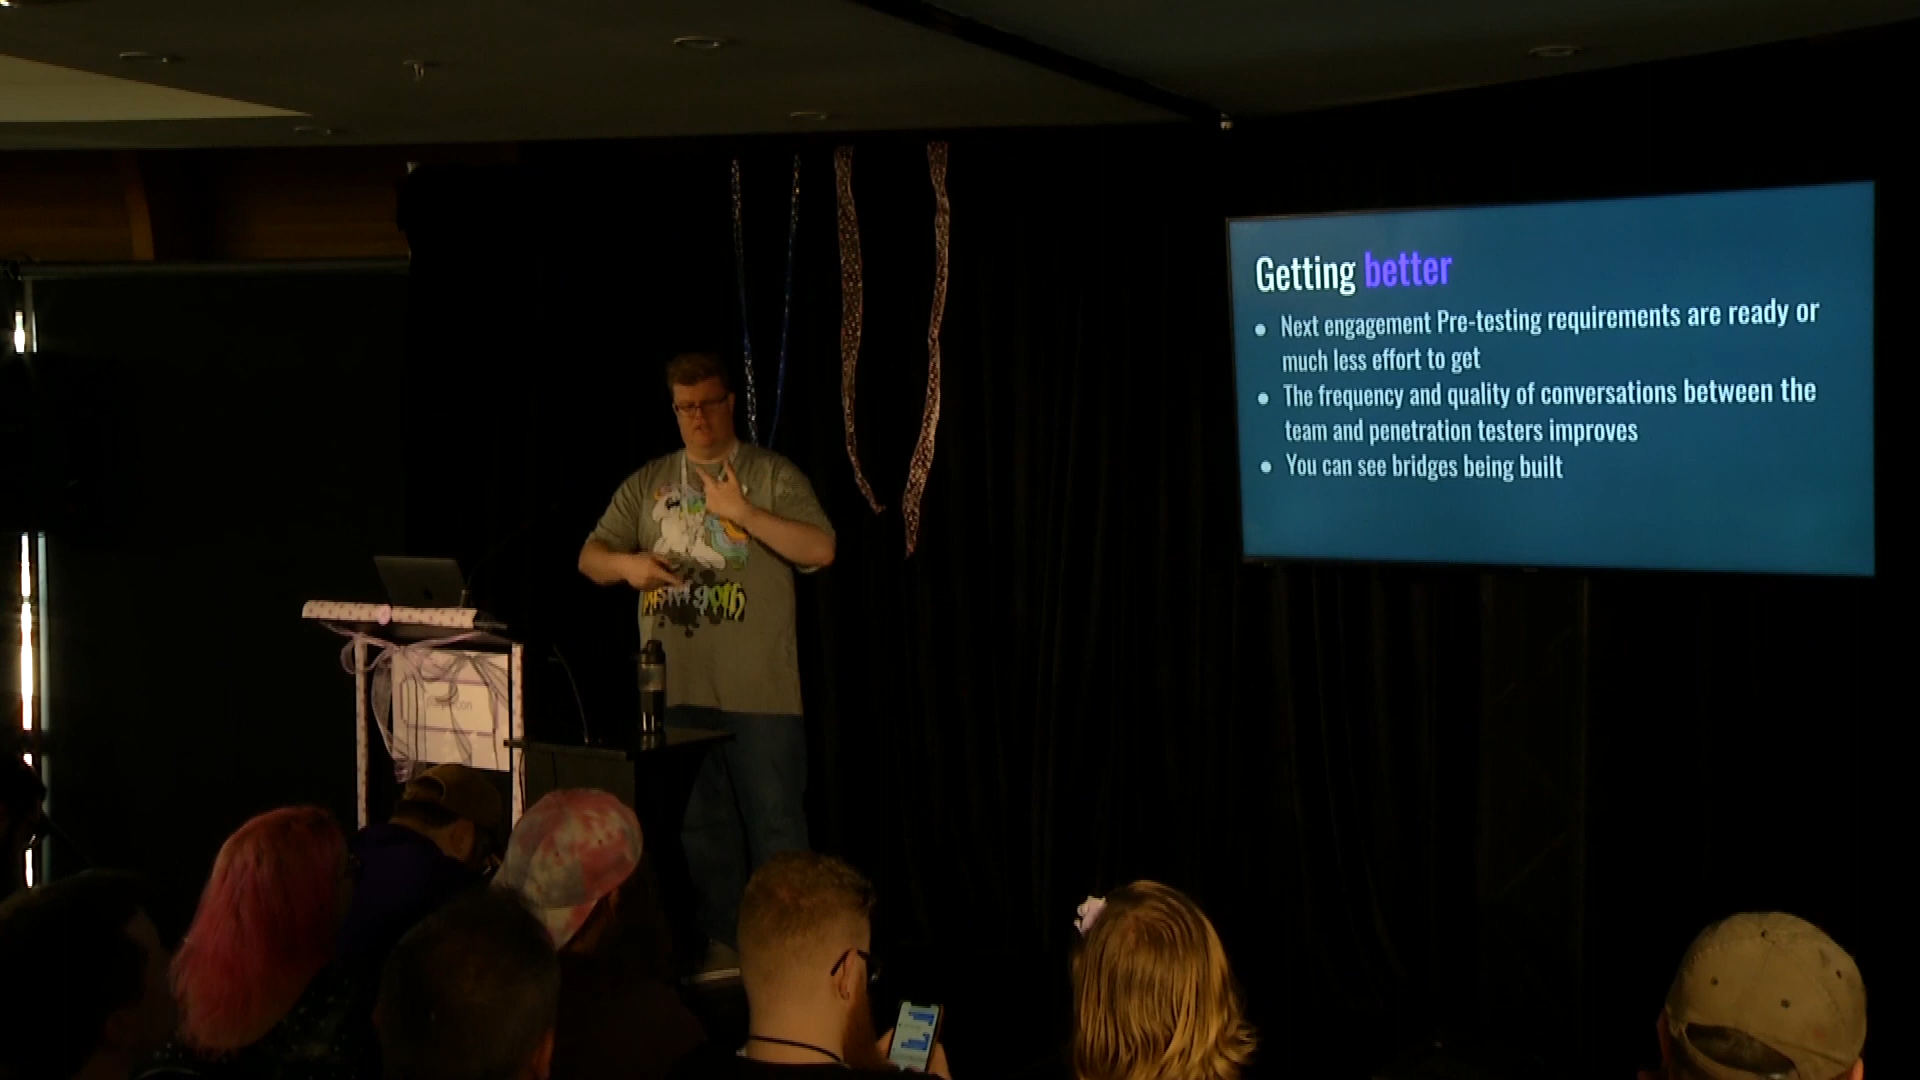 Getting better
Next engagement Pre-testing requirements are ready or
much less effort to get
The frequency and quality of conversations between the
team and penetration testers improves
You can see bridges being built
goth